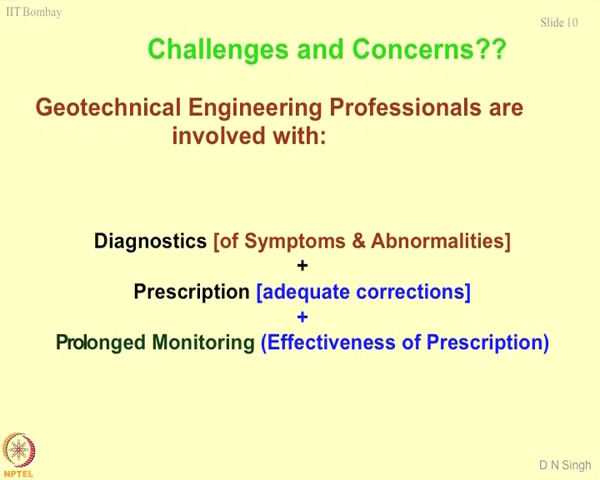 IIT Bombay
Slide 10
Challenges and Concerns??
Geotechnical Engineering Professionals are
involved with:
Diagnostics [of Symptoms & Abnormalities]
+
Prescription [adequate corrections]
+
Prolonged Monitoring (Effectiveness of Prescription)
NPTEL
D N Singh